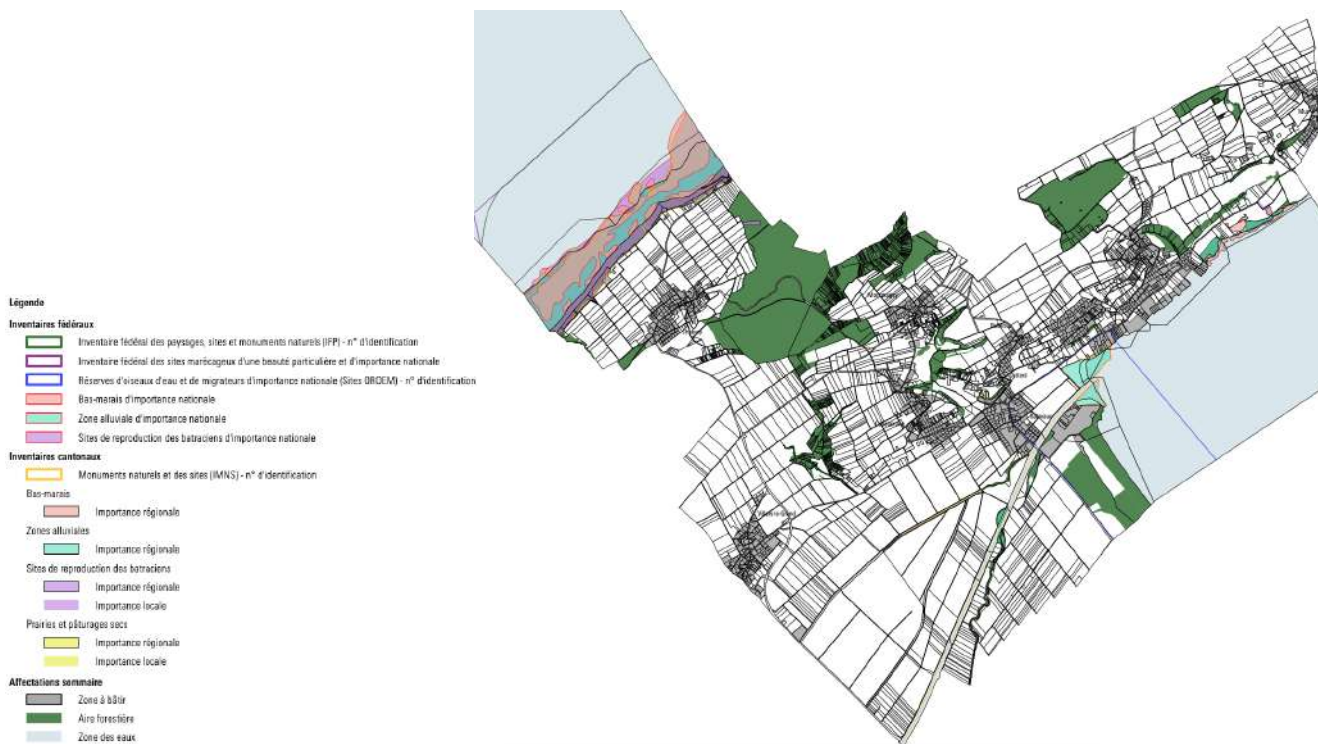 Légende
Inventaires fédéraux
Inventaire fédéral des paysages, sites et monuments naturels (IFP) - n° d'identification
Inventaire fédéral des sites marécageux d'une beauté particulière et d'importance nationale
Réserves d'oiseaux d'eau et de migrateurs d'importance nationale (Sites OROEM) - n° d'identification
Bas-marais d'importance nationale
Zone alluviale d'importance nationale
Sites de reproduction des batraciens d'importance nationale
Inventaires cantonaux
Monuments naturels et des sites (IMNS) - n° d'identification
Bas-marais
Importance régionale
Zones alluviales
Importance régionale
Sites de reproduction des batraciens
Importance régionale
Importance locale
Prairies et pâturages secs
Importance régionale
Importance locale
Affectations sommaire
Zone à bâtir
Aire forestière
Zone des eaux